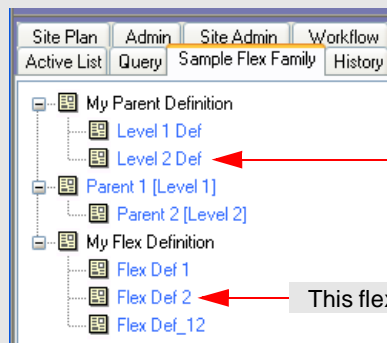 Site Plan Admin Site Admin Workflow
Active List Query Sample Flex Family History
My Parent Definition
Level 1 Def
Level 2 Def
Parent 1 [Level 1]
Parent 2 [Level 2]
My Flex Definition
Flex Def 1
Flex Def 2 This flex
Flex Def_12